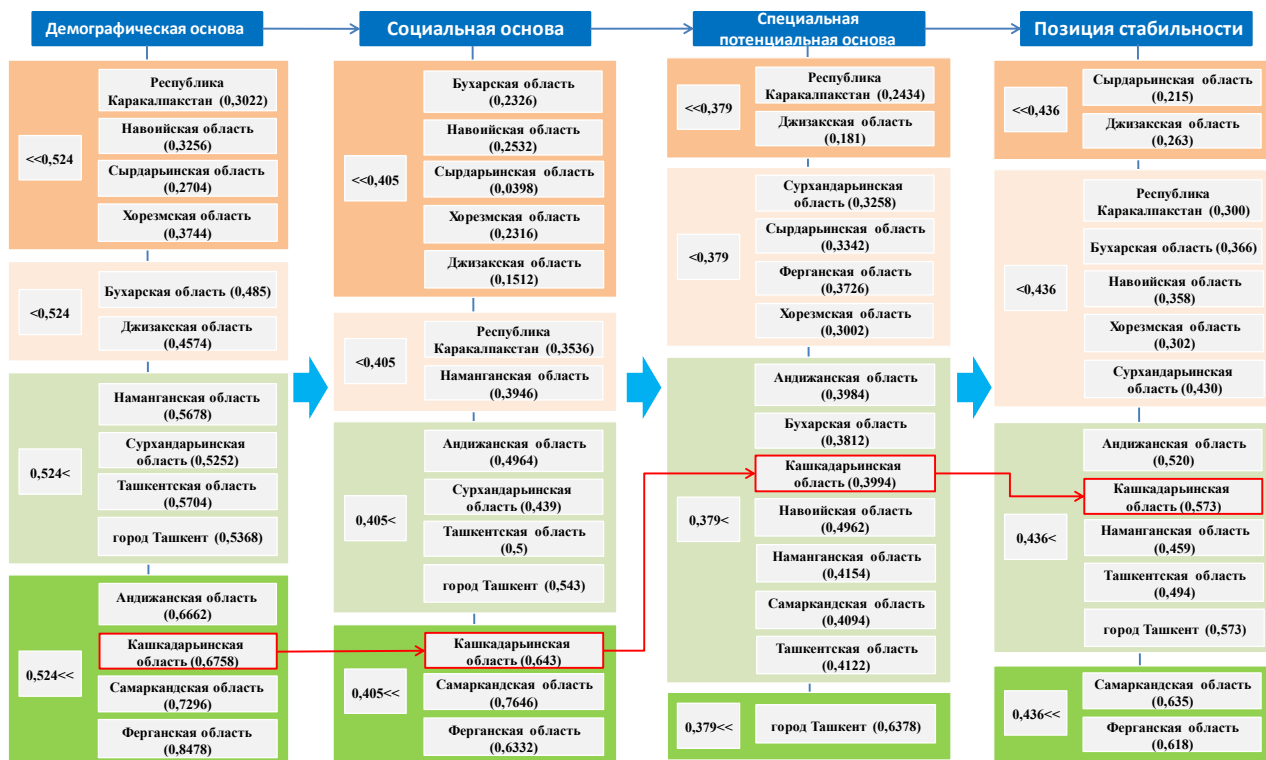 Демографическая основа
Социальная основа
Специальная
потенциальная основа
Позиция стабильности
<<0,524
Республика
Каракалпакстан (0,3022)
Навоийская область
(0,3256)
Сырдарьинская область
(0,2704)
Хорезмская область
(0,3744)
<0,524
Бухарская область (0,485)
Джизакская область
(0,4574)
0,524<
Наманганская область
(0,5678)
Сурхандарьинская
область (0,5252)
Ташкентская область
(0,5704)
город Ташкент (0,5368)
0,524<<
Андижанская область
(0,6662)
Кашкадарьинская
область (0,6758)
Самаркандская область
(0,7296)
Ферганская область
(0,8478)
<<0,405
Бухарская область
(0,2326)
Навоийская область
(0,2532)
Сырдарьинская область
(0,0398)
Хорезмская область
(0,2316)
Джизакская область
(0,1512)
<0,405
Республика
Каракалпакстан (0,3536)
Наманганская область
(0,3946)
0,405<
Андижанская область
(0,4964)
Сурхандарьинская
область (0,439)
Ташкентская область
(0,5)
город Ташкент (0,543)
0,405<<
Кашкадарьинская
область (0,643)
Самаркандская область
(0,7646)
Ферганская область
(0,6332)
<<0,379
Республика
Каракалпакстан (0,2434)
Джизакская область
(0,181)
<0,379
Сурхандарьинская
область (0,3258)
Сырдарьинская область
(0,3342)
Ферганская область
(0,3726)
Хорезмская область
(0,3002)
0,379<
Андижанская область
(0,3984)
Бухарская область
(0,3812)
Кашкадарьинская
область (0,3994)
Навоийская область
(0,4962)
Наманганская область
(0,4154)
Самаркандская область
(0,4094)
Ташкентская область
(0,4122)
0,379<<
город Ташкент (0,6378)
<<0,436
Сырдарьинская область
(0,215)
Джизакская область
(0,263)
<0,436
Республика
Каракалпакстан (0,300)
Бухарская область (0,366)
Навоийская область
(0,358)
Хорезмская область
(0,302)
Сурхандарьинская
область (0,430)
0,436<
Андижанская область
(0,520)
Кашкадарьинская
область (0,573)
Наманганская область
(0,459)
Ташкентская область
(0,494)
город Ташкент (0,573)
0,436<<
Самаркандская область
(0,635)
Ферганская область
(0,618)